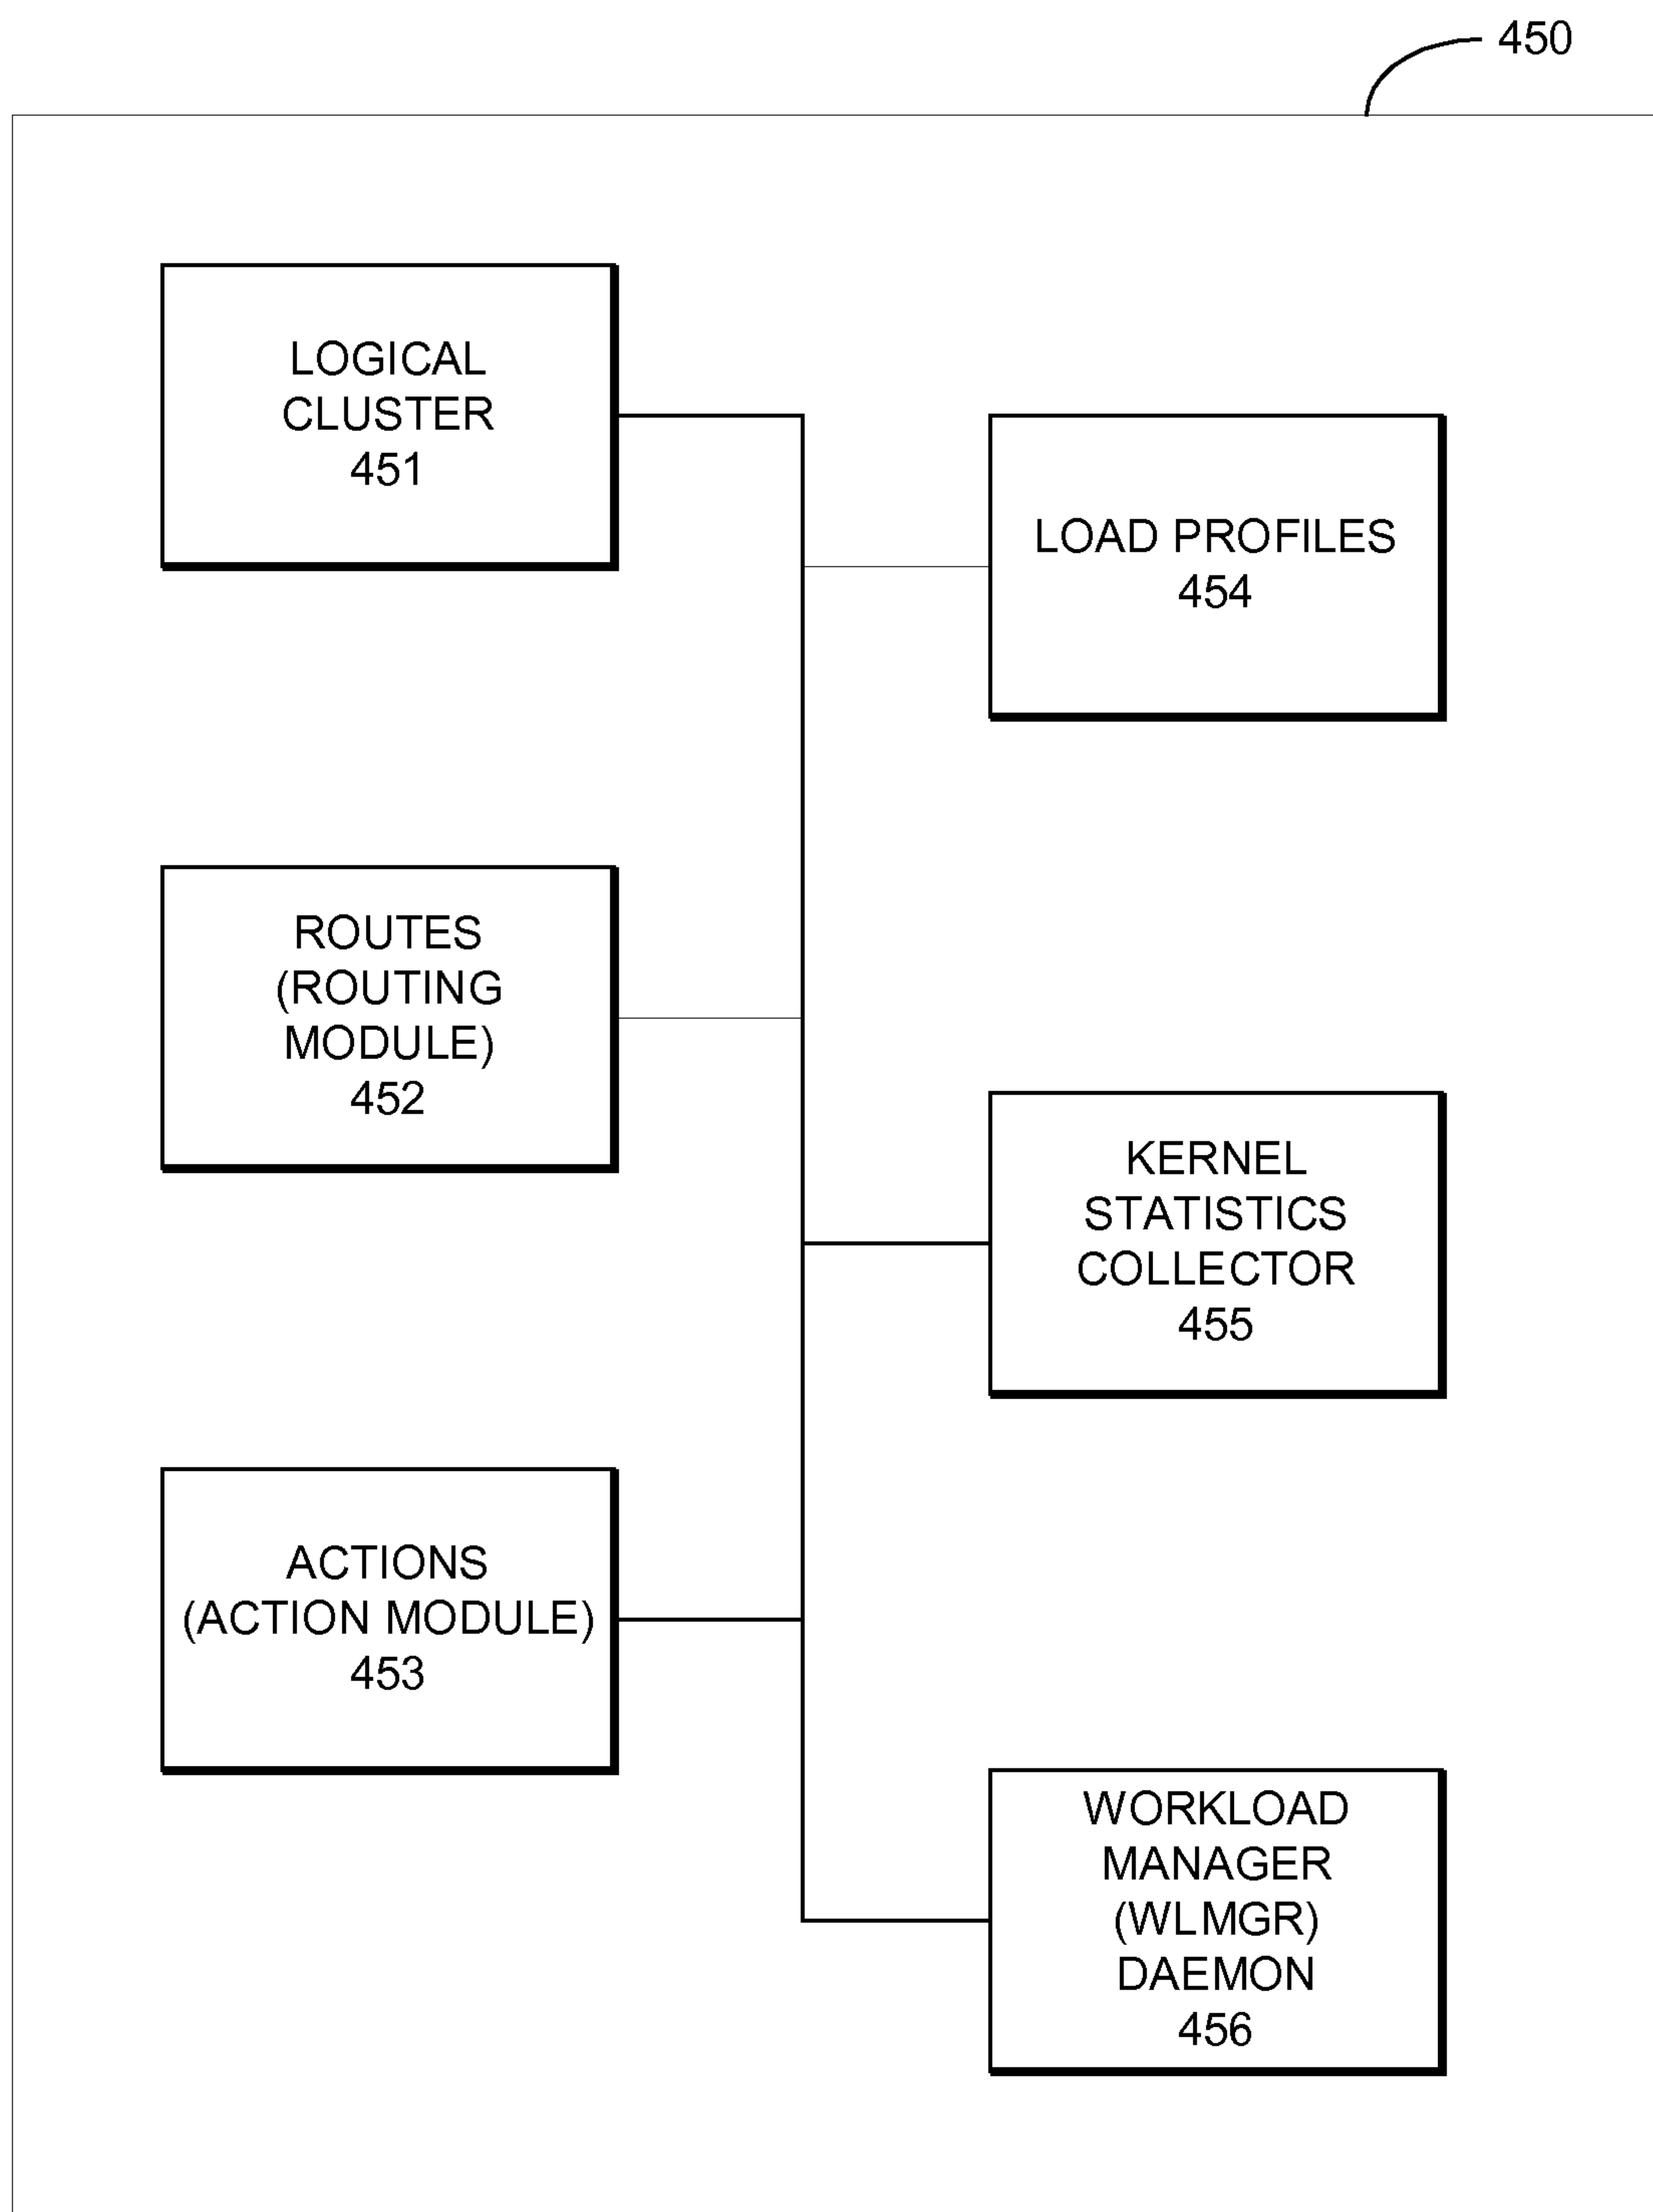 450
LOGICAL
CLUSTER
451
LOAD PROFILES
454
ROUTES
(ROUTING
MODULE)
452
KERNEL
STATISTICS
COLLECTOR
455
ACTIONS
(ACTION MODULE)
453
WORKLOAD
MANAGER
(WLMGR)
DAEMON
456